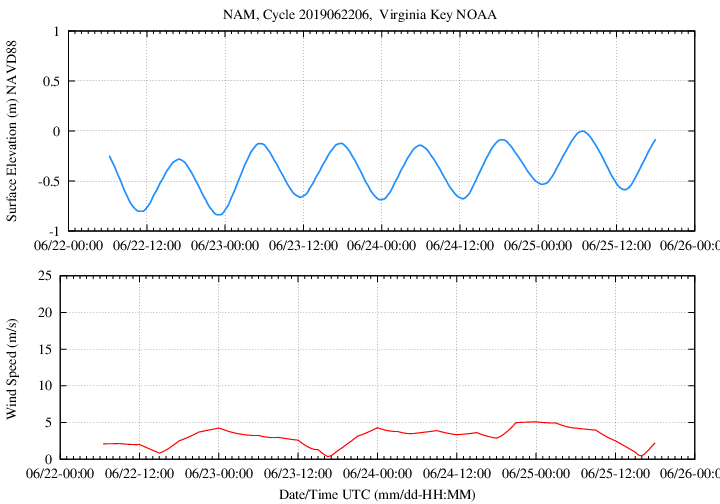 NAM, Cycle 2019062206,  Virginia Key NOAA
Surface Elevation (m) NAVD88
1
0.5
0
-0.5
-1
06/22-00:00 06/22-12:00 06/23-00:00 06/23-12:00 06/24-00:00 06/24-12:00 06/25-00:00 06/25-12:00 06/26-00:0
Wind Speed (m/s)
25
20
15
10
5
0
06/22-00:00 06/22-12:00 06/23-00:00 06/23-12:00 06/24-00:00 06/24-12:00 06/25-00:00 06/25-12:00 06/26-00:0
Date/Time UTC (mm/dd-HH:MM)